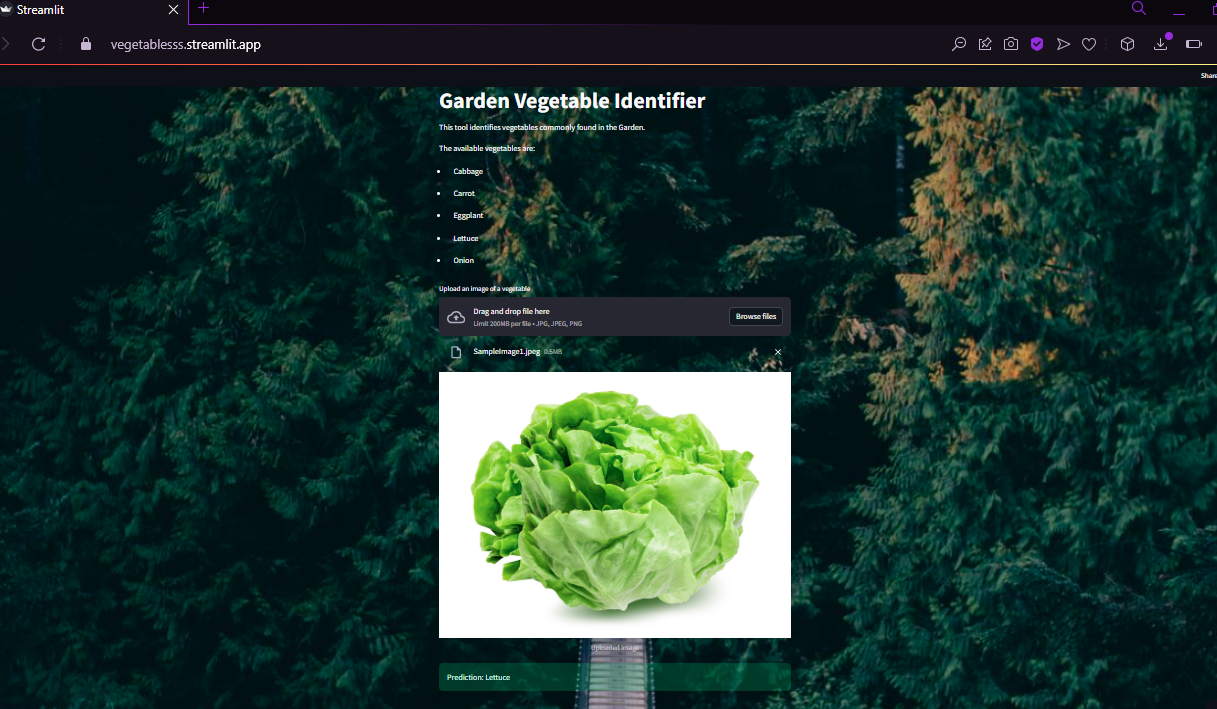 Streamlit
vegetablesss.streamlit.app
Share
Garden Vegetable Identifier
This tool identifies vegetables commonly found in the Garden.
The available vegetables are:
• Cabbage
• Carrot
• Eggplant
• Lettuce
• Onion
Upload an image of a vegetable
Drag and drop file here
Limit 200MB per file • JPG, JPEG, PNG
Browse files
SampleImage1.jpeg 0.5MB
Uploaded Image
Prediction: Lettuce